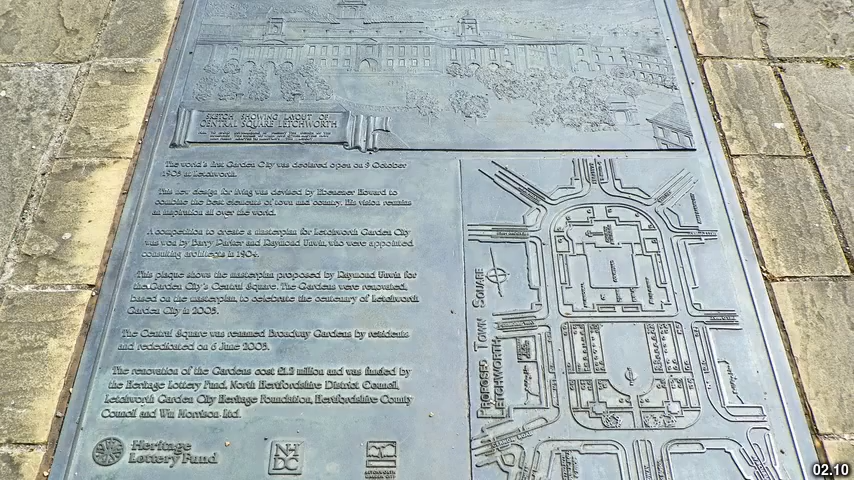 SKETCH SHOWING LAYOUT OF
CENTRAL SQUARE LETCHWORTH
The world's first Garden City was declared open on 9 October
1903 at Letchworth.
This new design for living was devised by Ebenezer Howard to
combine the best elements of town and country. His vision remains
an inspiration all over the world.
A competition to create a masterplan for Letchworth Garden City
was won by Barry Parker and Raymond Unwin, who were appointed
consulting architects in 1904.
This plaque shows the masterplan proposed by Raymond Unwin for
the Garden City's Central Square. The Gardens were renovated,
based on the masterplan, to celebrate the centenary of Letchworth
Garden City in 2003.
The Central Square was renamed Broadway Gardens by residents
and rededicated on 6 June 2003.
The renovation of the Gardens cost £1.2 million and was funded by
the Heritage Lottery Fund, North Hertfordshire District Council,
Letchworth Garden City Heritage Foundation, Hertfordshire County
Council and Wm Morrison Ltd.
Heritage
Lottery Fund
NH
DC
LETCHWORTH
GARDEN CITY
PROPOSED TOWN SQUARE
LETCHWORTH
02.10